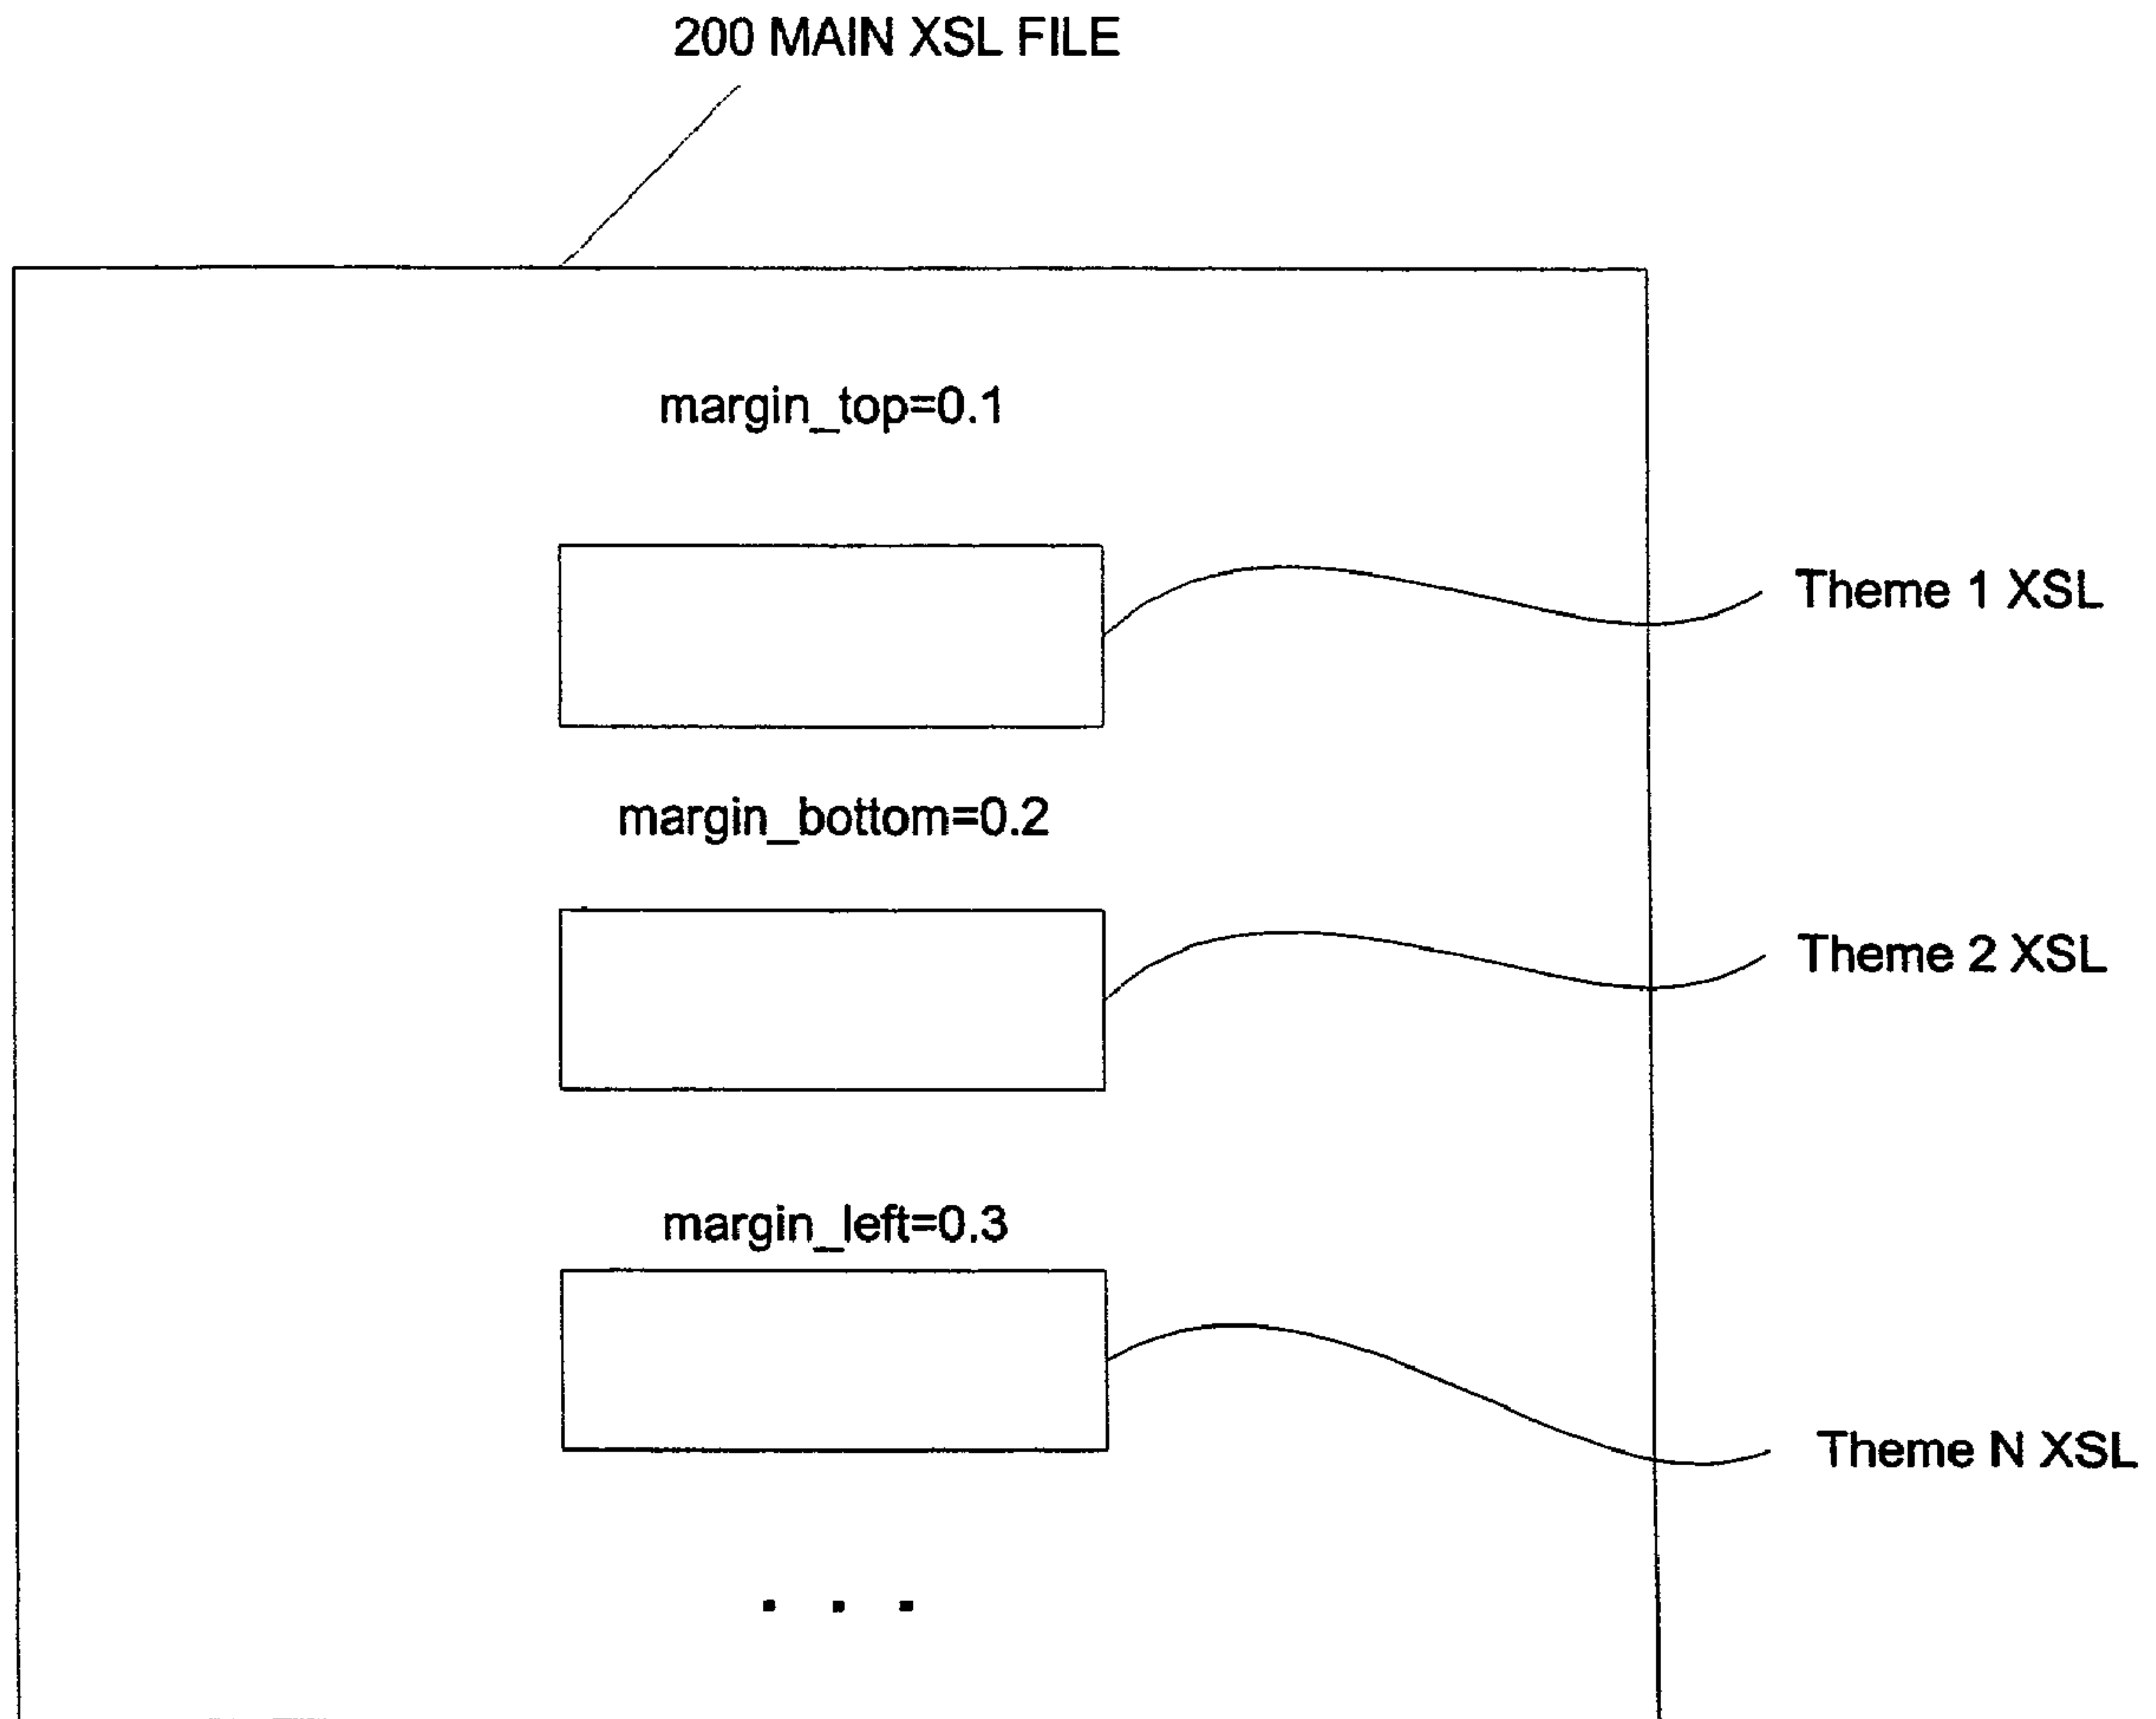 200 MAIN XSL FILE
margin_top=0.1
Theme 1 XSL
margin_bottom=0.2
Theme 2 XSL
margin_left=0.3
Theme N XSL
. . .